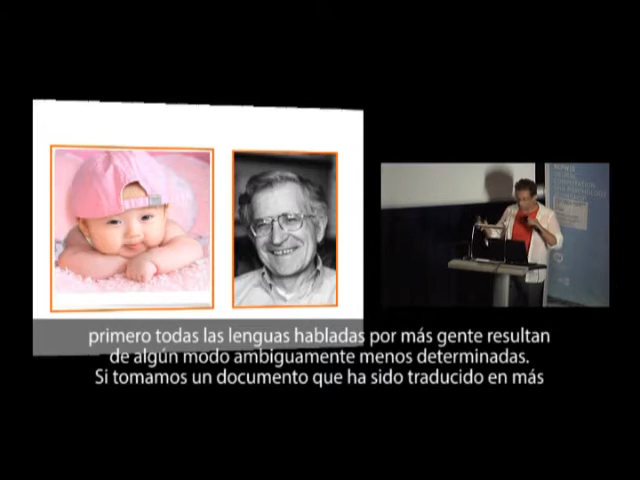 primero todas las lenguas habladas por más gente resultan
de algún modo ambiguamente menos determinadas.
Si tomamos un documento que ha sido traducido en más